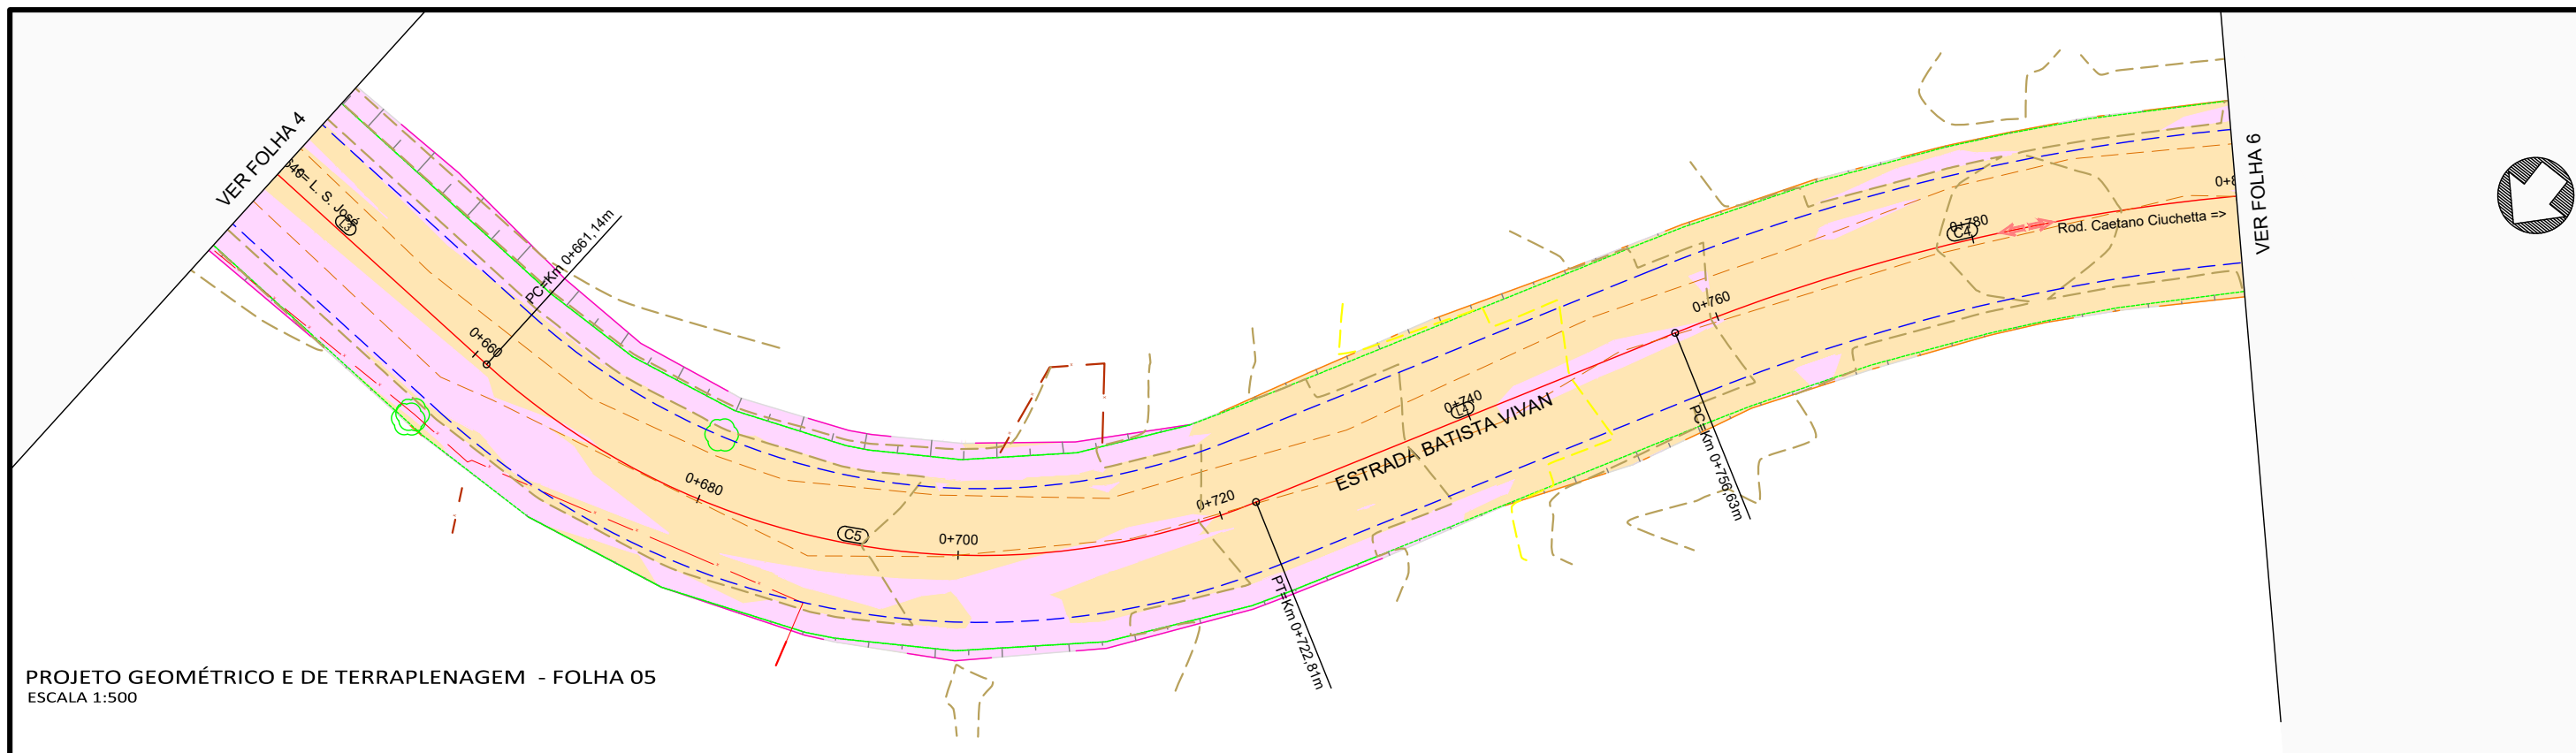 VER FOLHA 4
<= L. S. José
L3
PC=Km 0+661,14m
0+660
0+680
C5
0+700
0+720
PT=Km 0+722,81m
ESTRADA BATISTA VIVAN
0+740
L4
PC=Km 0+756,63m
0+760
0+780
C4
Rod. Caetano Ciuchetta =>
VER FOLHA 6
PROJETO GEOMÉTRICO E DE TERRAPLENAGEM - FOLHA 05
ESCALA 1:500